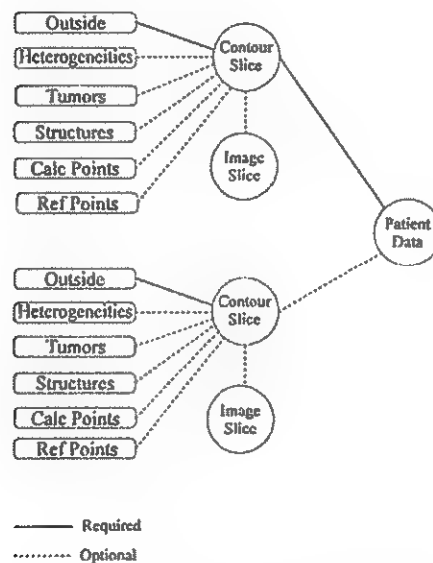 Outside
Heterogeneities
Tumors
Structures
Calc Points
Ref Points
Contour
Slice
Image
Slice
Patient
Data
Outside
Heterogeneities
Tumors
Structures
Calc Points
Ref Points
Contour
Slice
Image
Slice
Required
Optional